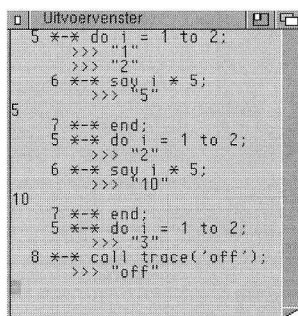 Uitvoervenster
5 *-* do i = 1 to 2;
>>> "1"
>>> "2"
6 *-* say i * 5;
>>> "5"
5
7 *-* end;
5 *-* do i = 1 to 2;
>>> "2"
6 *-* say i * 5;
>>> "10"
10
7 *-* end;
5 *-* do i = 1 to 2;
>>> "3"
8 *-* call trace('off');
>>> "off"